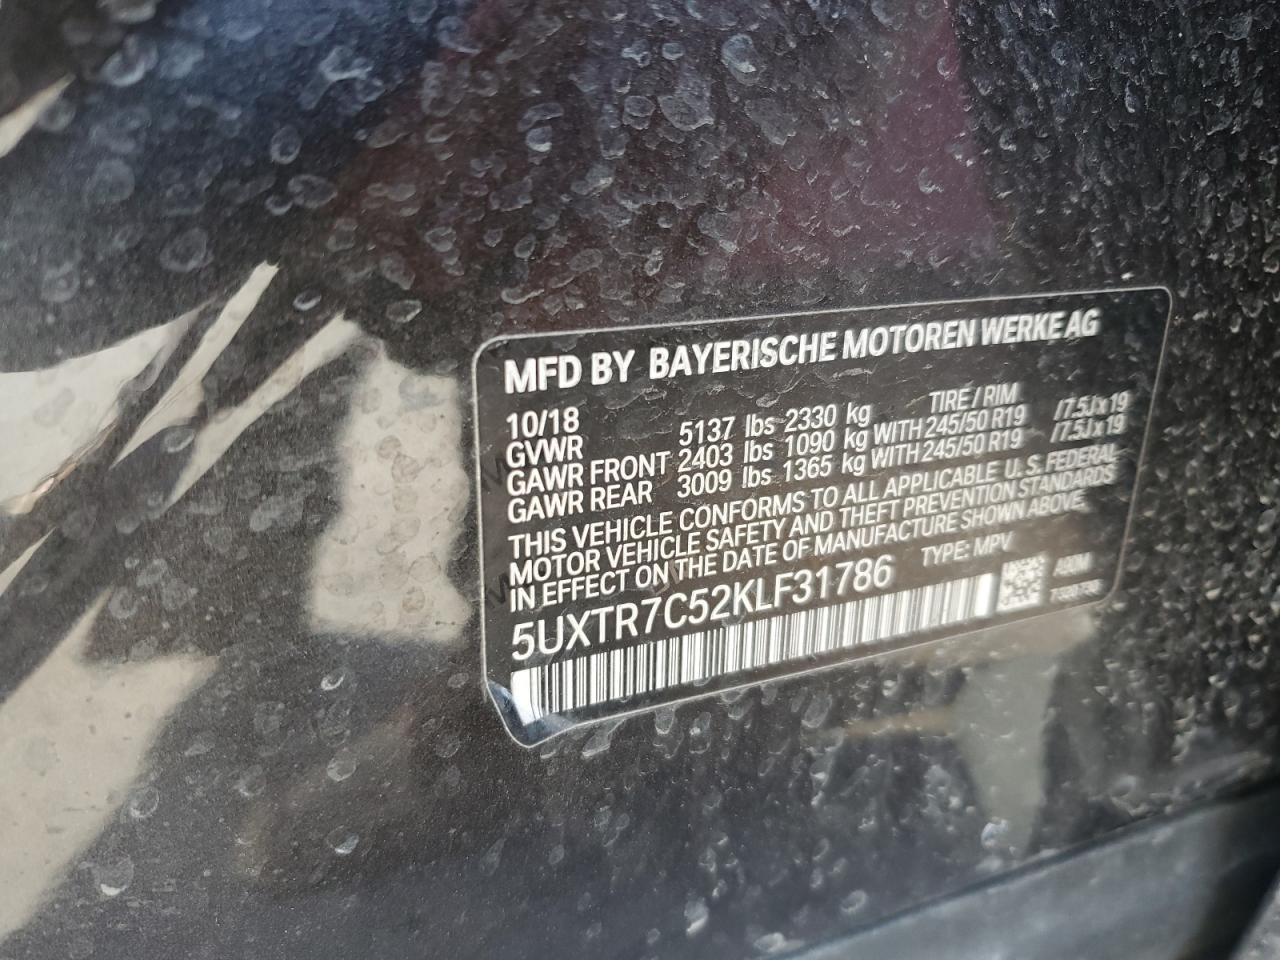 MFD BY BAYERISCHE MOTOREN WERKE AG
10/18 TIRE / RIM
GVWR 5137 lbs 2330 kg
GAWR FRONT 2403 lbs 1090 kg WITH 245/50 R19 /7.5Jx19
GAWR REAR 3009 lbs 1365 kg WITH 245/50 R19 /7.5Jx19
THIS VEHICLE CONFORMS TO ALL APPLICABLE U.S. FEDERAL
MOTOR VEHICLE SAFETY AND THEFT PREVENTION STANDARDS
IN EFFECT ON THE DATE OF MANUFACTURE SHOWN ABOVE.
5UXTR7C52KLF31786 TYPE: MPV